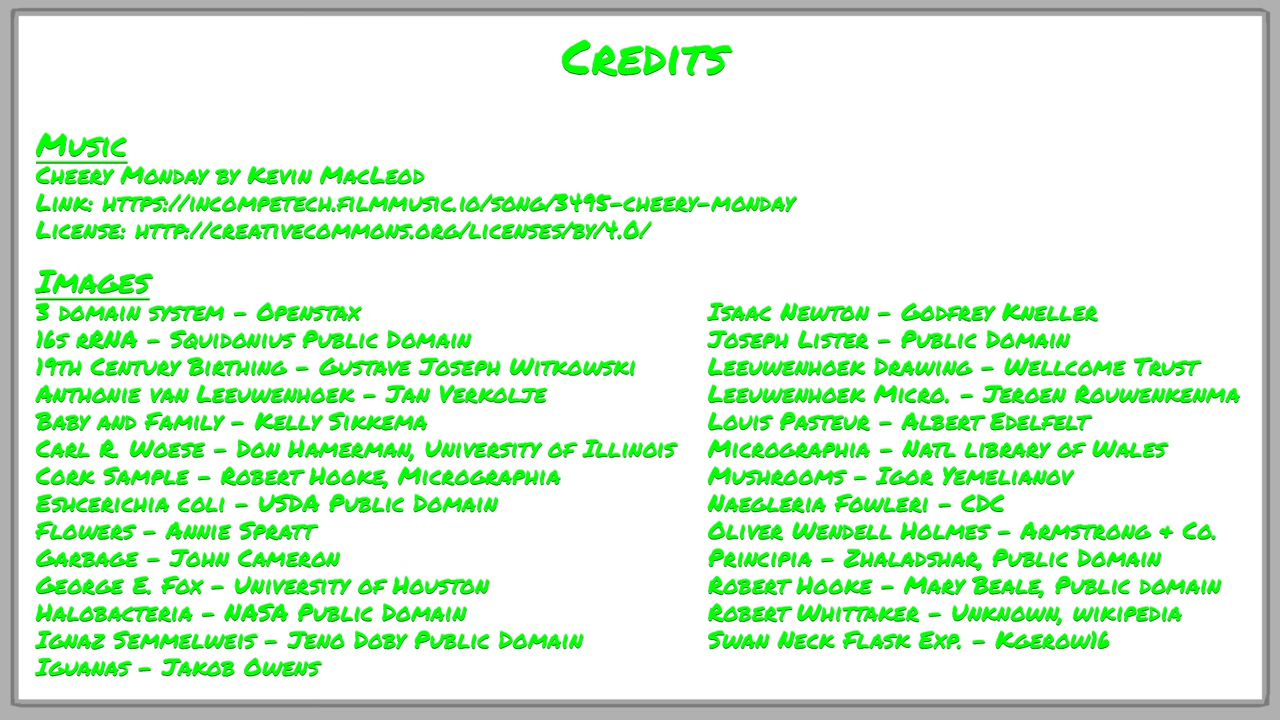 Credits
Music
Cheery Monday by Kevin MacLeod
Link: https://incompetech.filmmusic.io/song/3495-cheery-monday
License: http://creativecommons.org/licenses/by/4.0/
Images
3 domain system - Openstax
16s rRNA - Squidonius Public Domain
19th Century Birthing - Gustave Joseph Witkowski
Anthonie van Leeuwenhoek - Jan Verkolje
Baby and Family - Kelly Sikkema
Carl R. Woese - Don Hamerman, University of Illinois
Cork Sample - Robert Hooke, Micrographia
Eshcerichia coli - USDA Public Domain
Flowers - Annie Spratt
Garbage - John Cameron
George E. Fox - University of Houston
Halobacteria - NASA Public Domain
Ignaz Semmelweis - Jeno Doby Public Domain
Iguanas - Jakob Owens
Isaac Newton - Godfrey Kneller
Joseph Lister - Public Domain
Leeuwenhoek Drawing - Wellcome Trust
Leeuwenhoek Micro. - Jeroen Rouwenkenma
Louis Pasteur - Albert Edelfelt
Micrographia - Natl library of Wales
Mushrooms - Igor Yemelianov
Naegleria Fowleri - CDC
Oliver Wendell Holmes - Armstrong & Co.
Principia - Zhaladshar, Public Domain
Robert Hooke - Mary Beale, Public domain
Robert Whittaker - Unknown, wikipedia
Swan Neck Flask Exp. - Kgerow16